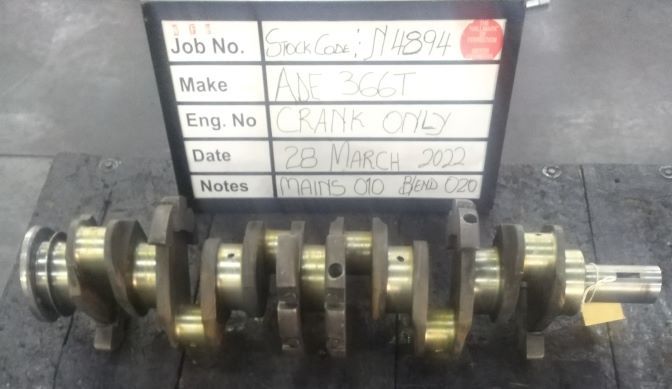 D G S
Job No. STOCK CODE: N4894
Make ADE 366T
Eng. No CRANK ONLY
Date 28 MARCH 2022
Notes MAINS 010 B/END 020